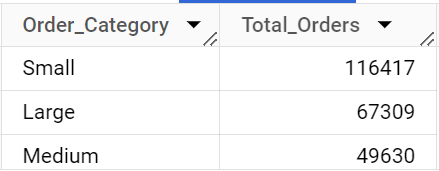 Order_Category Total_Orders
Small 116417
Large 67309
Medium 49630